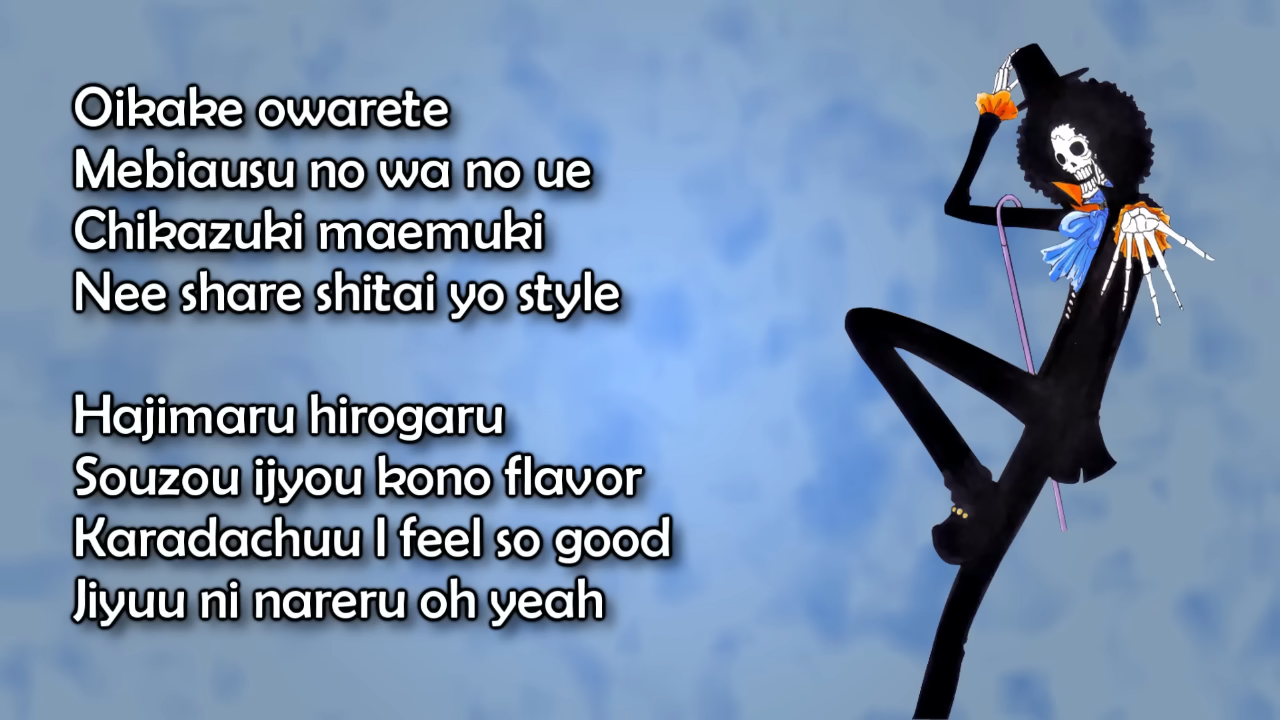 Oikake owarete
Mebiausu no wa no ue
Chikazuki maemuki
Nee share shitai yo style
Hajimaru hirogaru
Souzou ijyou kono flavor
Karadachuu I feel so good
Jiyuu ni nareru oh yeah